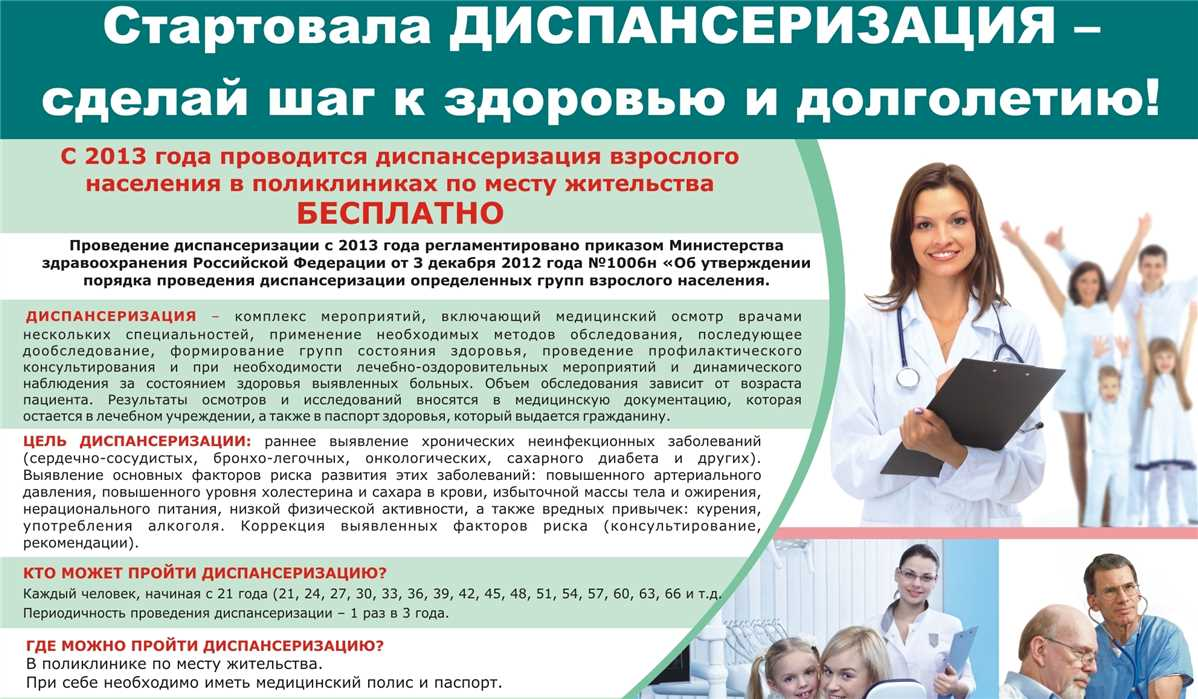 Стартовала ДИСПАНСЕРИЗАЦИЯ –
сделай шаг к здоровью и долголетию!
С 2013 года проводится диспансеризация взрослого
населения в поликлиниках по месту жительства
БЕСПЛАТНО
Проведение диспансеризации с 2013 года регламентировано приказом Министерства
здравоохранения Российской Федерации от 3 декабря 2012 года №1006н «Об утверждении
порядка проведения диспансеризации определенных групп взрослого населения.
ДИСПАНСЕРИЗАЦИЯ – комплекс мероприятий, включающий медицинский осмотр врачами
нескольких специальностей, применение необходимых методов обследования, последующее
дообследование, формирование групп состояния здоровья, проведение профилактического
консультирования и при необходимости лечебно-оздоровительных мероприятий и динамического
наблюдения за состоянием здоровья выявленных больных. Объем обследования зависит от возраста
пациента. Результаты осмотров и исследований вносятся в медицинскую документацию, которая
остается в лечебном учреждении, а также в паспорт здоровья, который выдается гражданину.
ЦЕЛЬ ДИСПАНСЕРИЗАЦИИ: раннее выявление хронических неинфекционных заболеваний
(сердечно-сосудистых, бронхо-легочных, онкологических, сахарного диабета и других).
Выявление основных факторов риска развития этих заболеваний: повышенного артериального
давления, повышенного уровня холестерина и сахара в крови, избыточной массы тела и ожирения,
нерационального питания, низкой физической активности, а также вредных привычек: курения,
употребления алкоголя. Коррекция выявленных факторов риска (консультирование,
рекомендации).
КТО МОЖЕТ ПРОЙТИ ДИСПАНСЕРИЗАЦИЮ?
Каждый человек, начиная с 21 года (21, 24, 27, 30, 33, 36, 39, 42, 45, 48, 51, 54, 57, 60, 63, 66 и т.д.
Периодичность проведения диспансеризации – 1 раз в 3 года.
ГДЕ МОЖНО ПРОЙТИ ДИСПАНСЕРИЗАЦИЮ?
В поликлинике по месту жительства.
При себе необходимо иметь медицинский полис и паспорт.